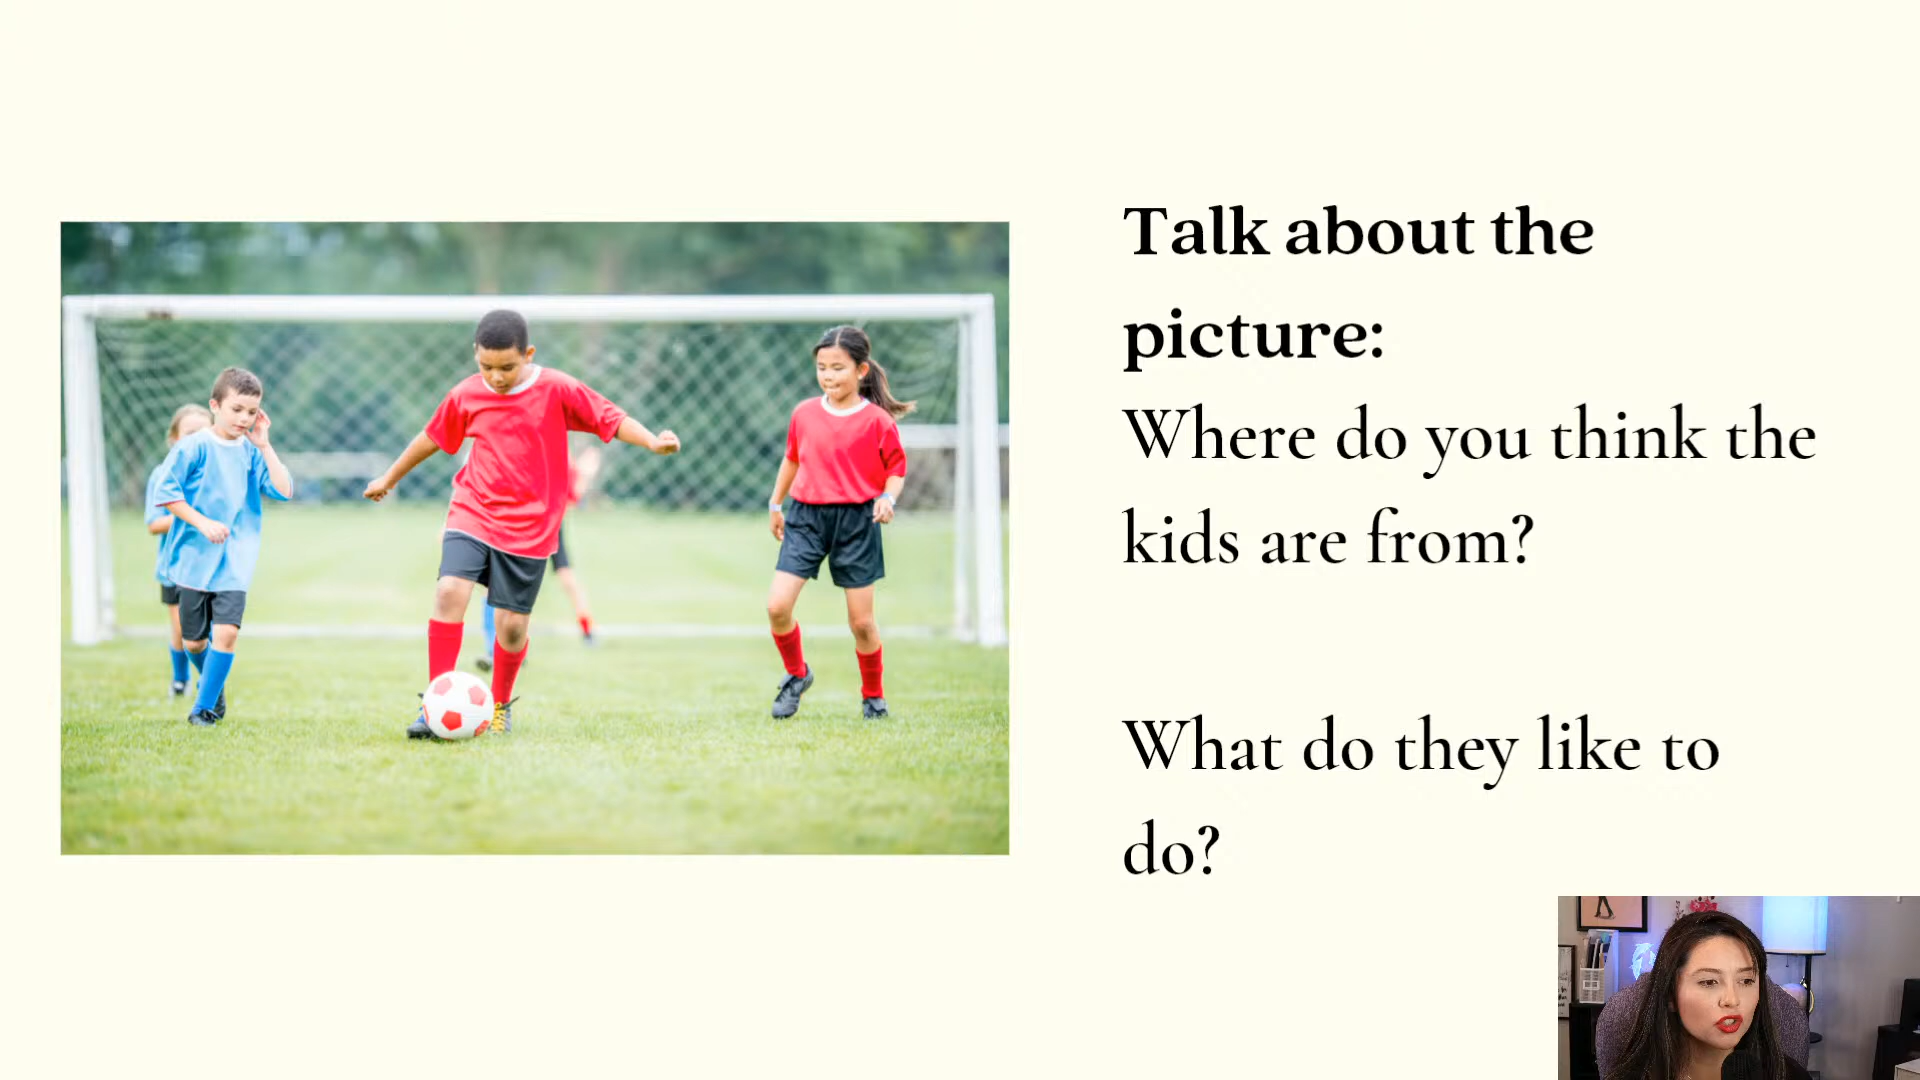 Talk about the
picture:
Where do you think the
kids are from?
What do they like to
do?